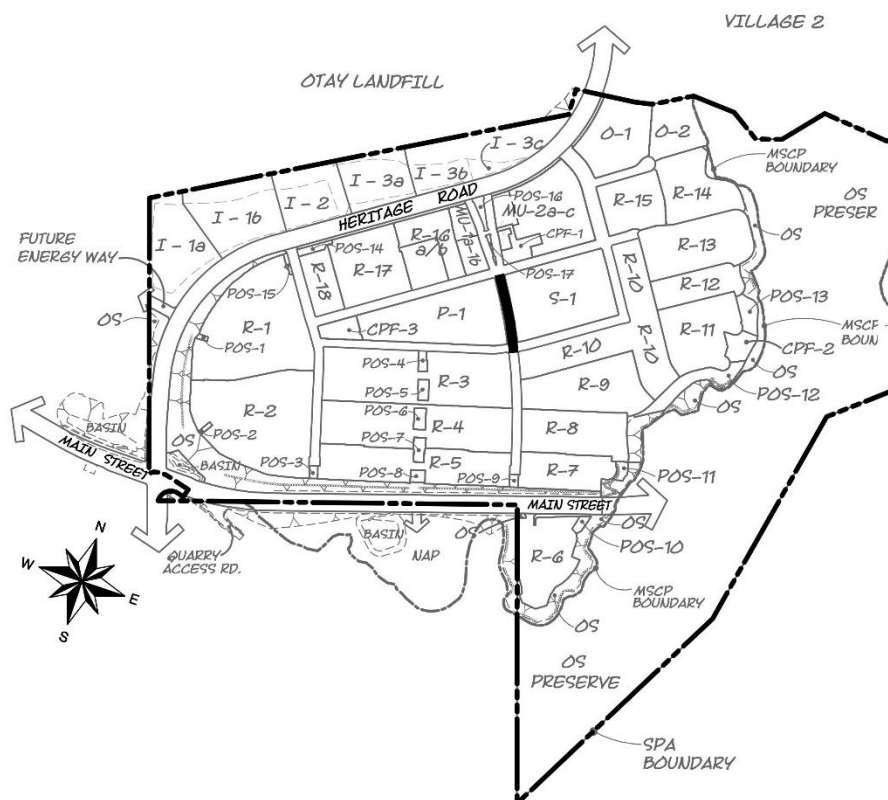 VILLAGE 2
OTAY LANDFILL
O-1
O-2
MSCP
BOUNDARY
I - 3c
I - 3b
I - 3a
I - 2
I - 1b
I - 1a
HERITAGE ROAD
OS
PRESER
R-15
R-14
POS-16
MU-2a-c
CPF-1
POS-17
R-16
a/b
R-17
R-18
POS-14
POS-15
FUTURE
ENERGY WAY
OS
R-13
OS
R-12
R-10
POS-13
R-11
MSCP
BOUN
CPF-2
OS
POS-12
OS
S-1
P-1
CPF-3
R-1
POS-1
R-10
R-10
POS-4
R-3
R-9
POS-5
R-2
POS-2
POS-6
R-4
R-8
POS-7
POS-3
POS-8
R-5
POS-9
R-7
POS-11
BASIN
OS
BASIN
MAIN STREET
MAIN STREET
OS
POS-10
QUARRY
ACCESS RD.
BASIN
NAP
OS
R-6
MSCP
BOUNDARY
OS
OS
PRESERVE
SPA
BOUNDARY
N
W
E
S